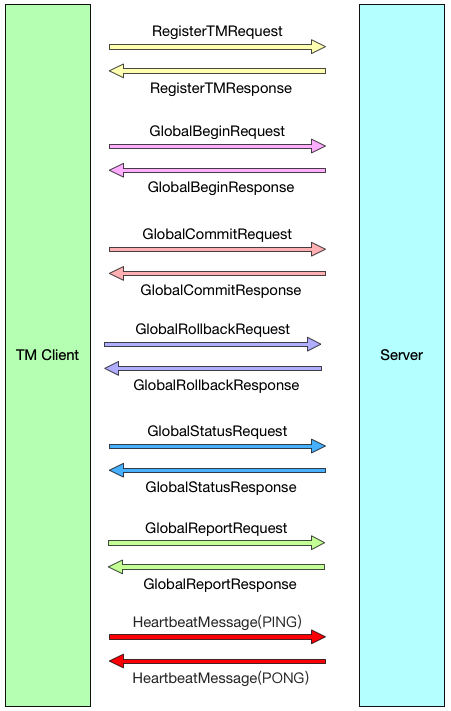 RegisterTMRequest
RegisterTMResponse
GlobalBeginRequest
GlobalBeginResponse
GlobalCommitRequest
GlobalCommitResponse
GlobalRollbackRequest
TM Client
Server
GlobalRollbackResponse
GlobalStatusRequest
GlobalStatusResponse
GlobalReportRequest
GlobalReportResponse
HeartbeatMessage(PING)
HeartbeatMessage(PONG)